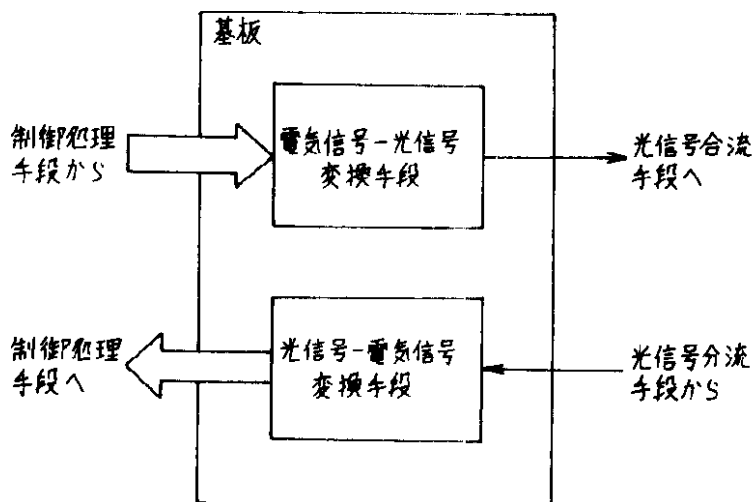 基板
制御処理
手段から
電気信号-光信号
変換手段
光信号合流
手段へ
制御処理
手段へ
光信号-電気信号
変換手段
光信号分流
手段から